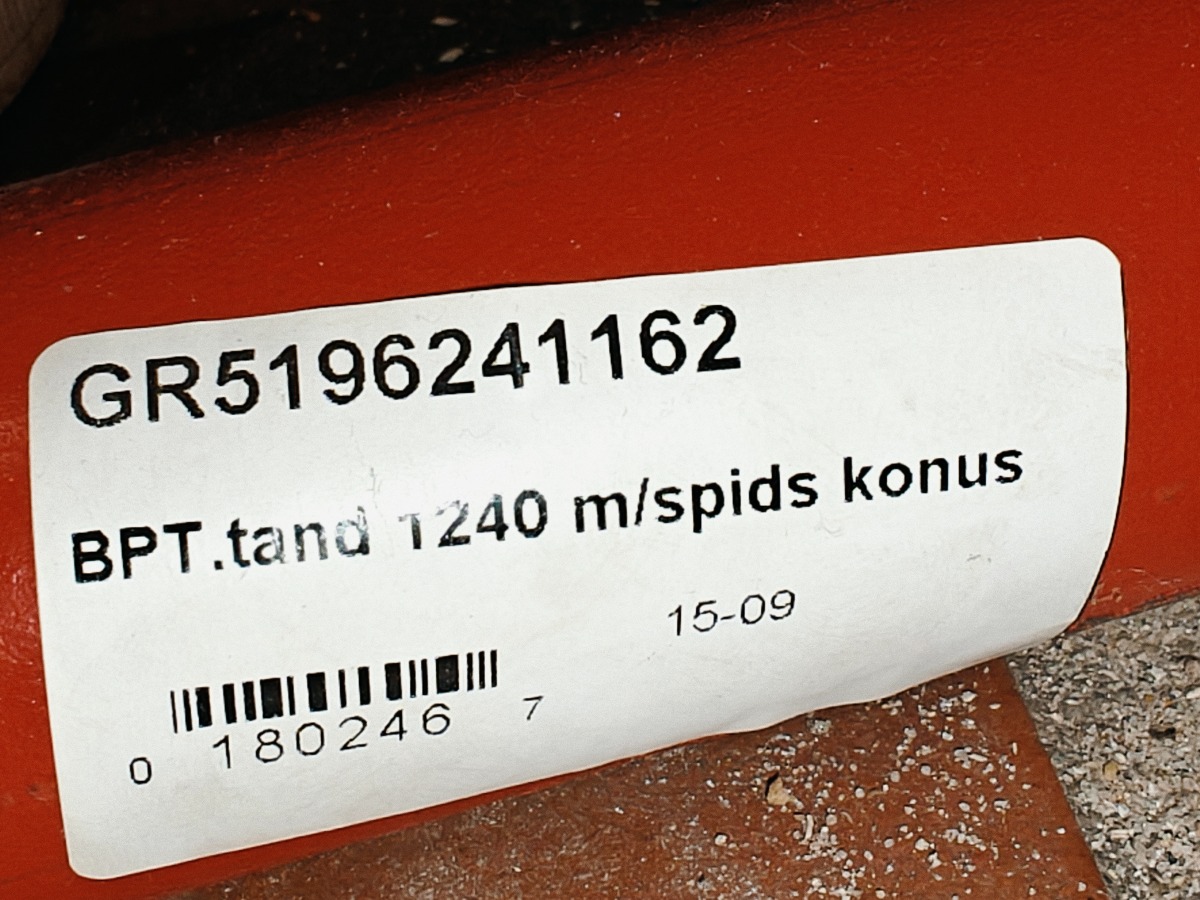 GR5196241162
BPT.tand 1240 m/spids konus
15-09
0 180246 7